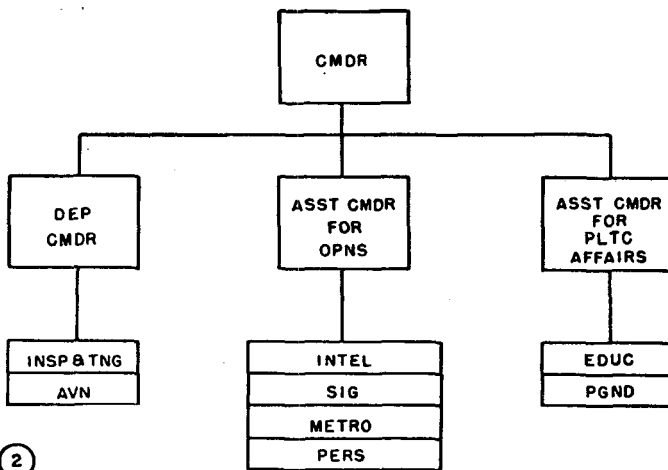 CMDR
DEP
CMDR
ASST CMDR
FOR
OPNS
ASST CMDR
FOR
PLTC
AFFAIRS
INSP & TNG
AVN
INTEL
SIG
METRO
PERS
EDUC
PGND
2